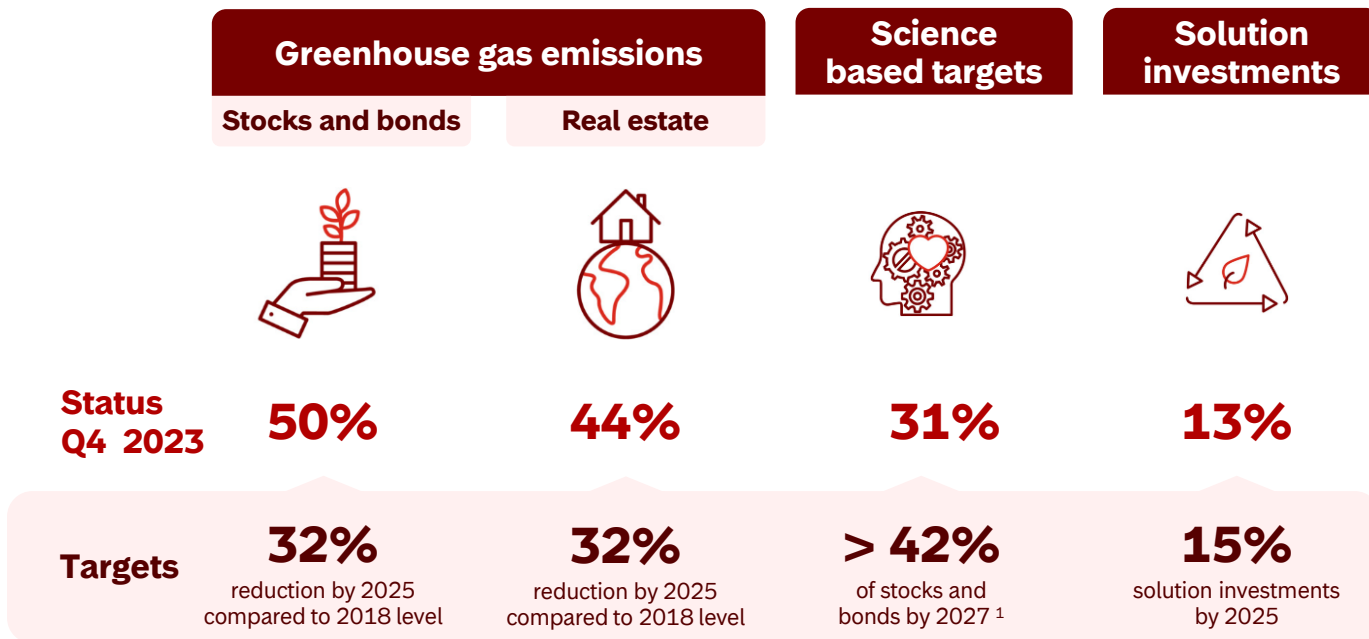 Greenhouse gas emissions
Science
based targets
Solution
investments
Stocks and bonds
Real estate
Status
Q4 2023
50%
44%
31%
13%
Targets
32%
reduction by 2025
compared to 2018 level
32%
reduction by 2025
compared to 2018 level
> 42%
of stocks and
bonds by 2027 ¹
15%
solution investments
by 2025